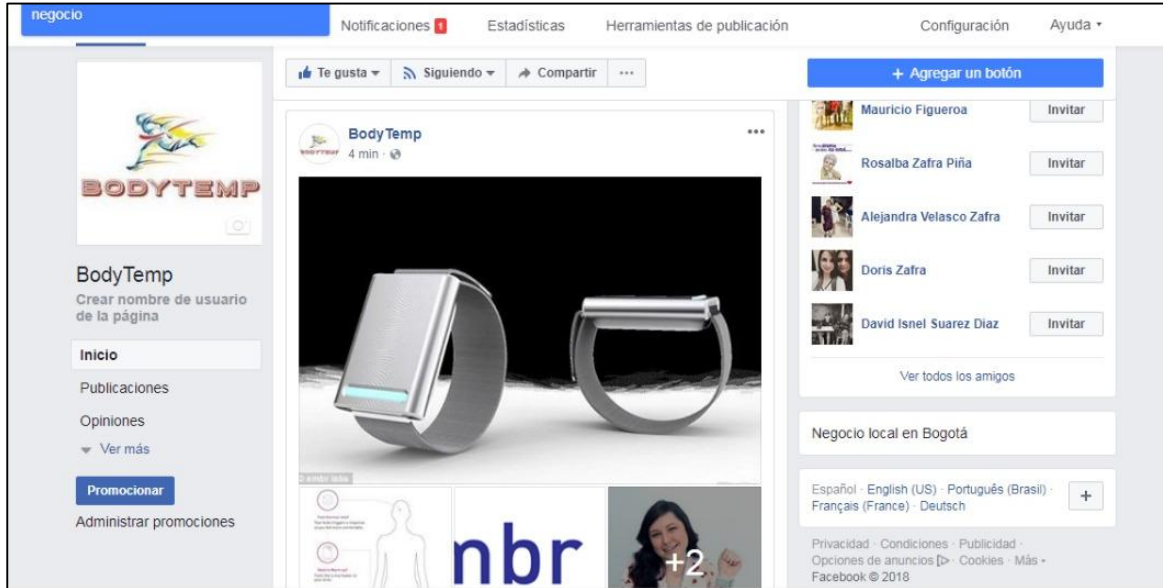 negocio
Notificaciones 1
Estadísticas
Herramientas de publicación
Configuración
Ayuda
BODYTEMP
BodyTemp
Crear nombre de usuario
de la página
Inicio
Publicaciones
Opiniones
Ver más
Promocionar
Administrar promociones
Te gusta
Siguiendo
Compartir
...
+ Agregar un botón
BODYTEMP
BodyTemp
4 min ·
© embr labs
nbr
+2
Mauricio Figueroa
Invitar
Rosalba Zafra Piña
Invitar
Alejandra Velasco Zafra
Invitar
Doris Zafra
Invitar
David Isnel Suarez Diaz
Invitar
Ver todos los amigos
Negocio local en Bogotá
Español · English (US) · Português (Brasil) ·
Français (France) · Deutsch
+
Privacidad · Condiciones · Publicidad ·
Opciones de anuncios · Cookies · Más
Facebook © 2018